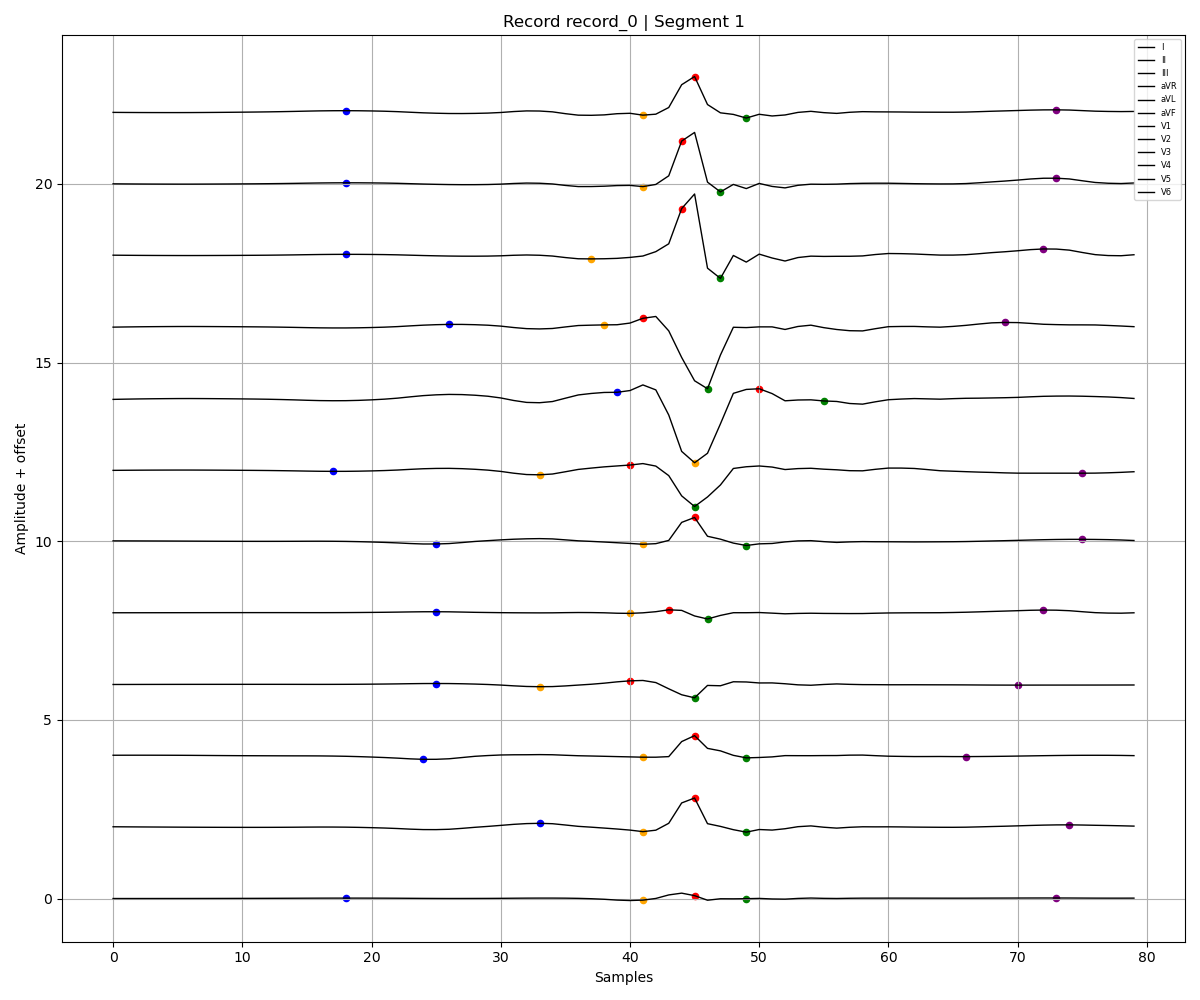 Record record_0 | Segment 1
I
II
III
aVR
aVL
aVF
V1
V2
V3
V4
V5
V6
20
15
10
5
0
Amplitude + offset
0 10 20 30 40 50 60 70 80
Samples